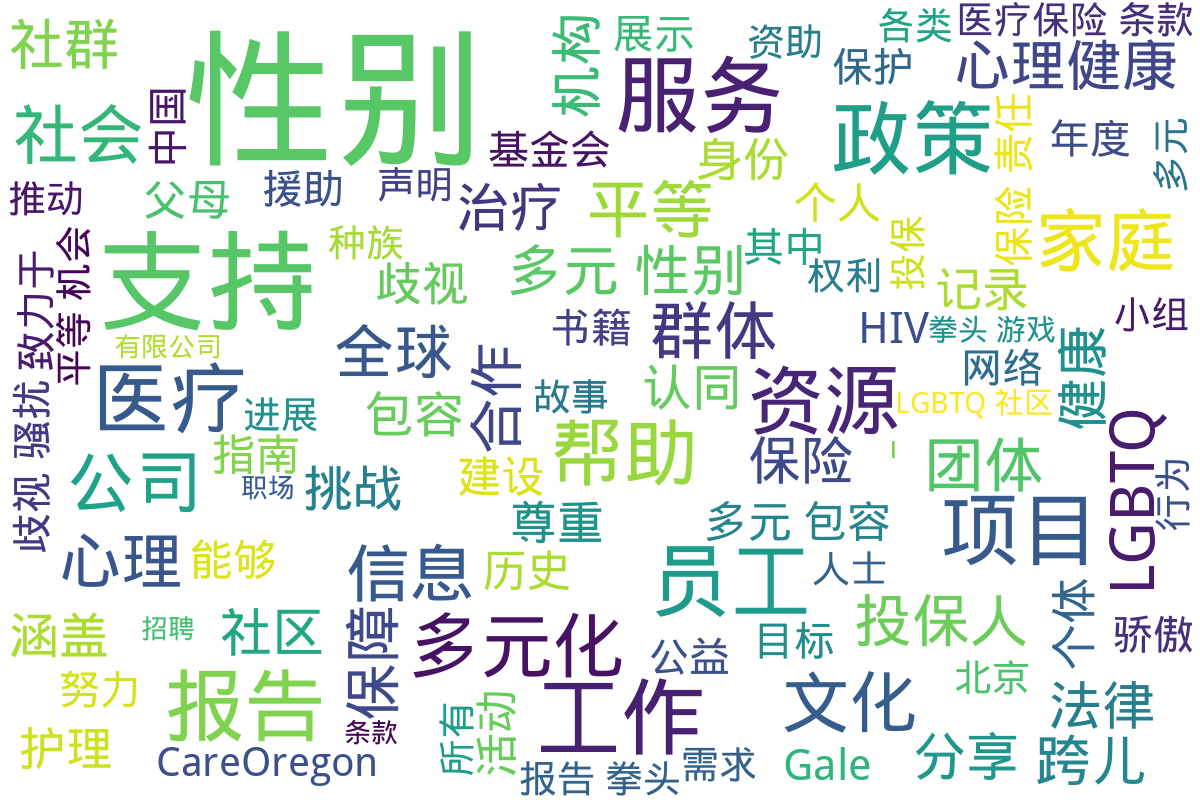 社群
性别
机构
展示
资助
各类
医疗保险 条款
保护
心理健康
服务
社会
中国
基金会
身份
政策
责任
年度
多元
推动
父母
援助
声明
治疗
平等
个人
保险
家庭
支持
种族
歧视
多元 性别
其中
权利
投保
记录
平等 机会
致力于
有限公司
全球
书籍
群体
HIV
拳头 游戏
小组
网络
健康
医疗
进展
包容
合作
故事
认同
资源
LGBTQ 社区
LGBTQ
歧视 骚扰
指南
帮助
保险
团体
公司
职场
挑战
建设
尊重
多元 包容
项目
行为
心理
能够
信息
历史
员工
人士
涵盖
招聘
社区
保障
多元化
公益
目标
投保人
个体
骄傲
努力
报告
条款
工作
文化
北京
法律
护理
CareOregon
所有
活动
报告 拳头
需求
Gale
分享
跨儿